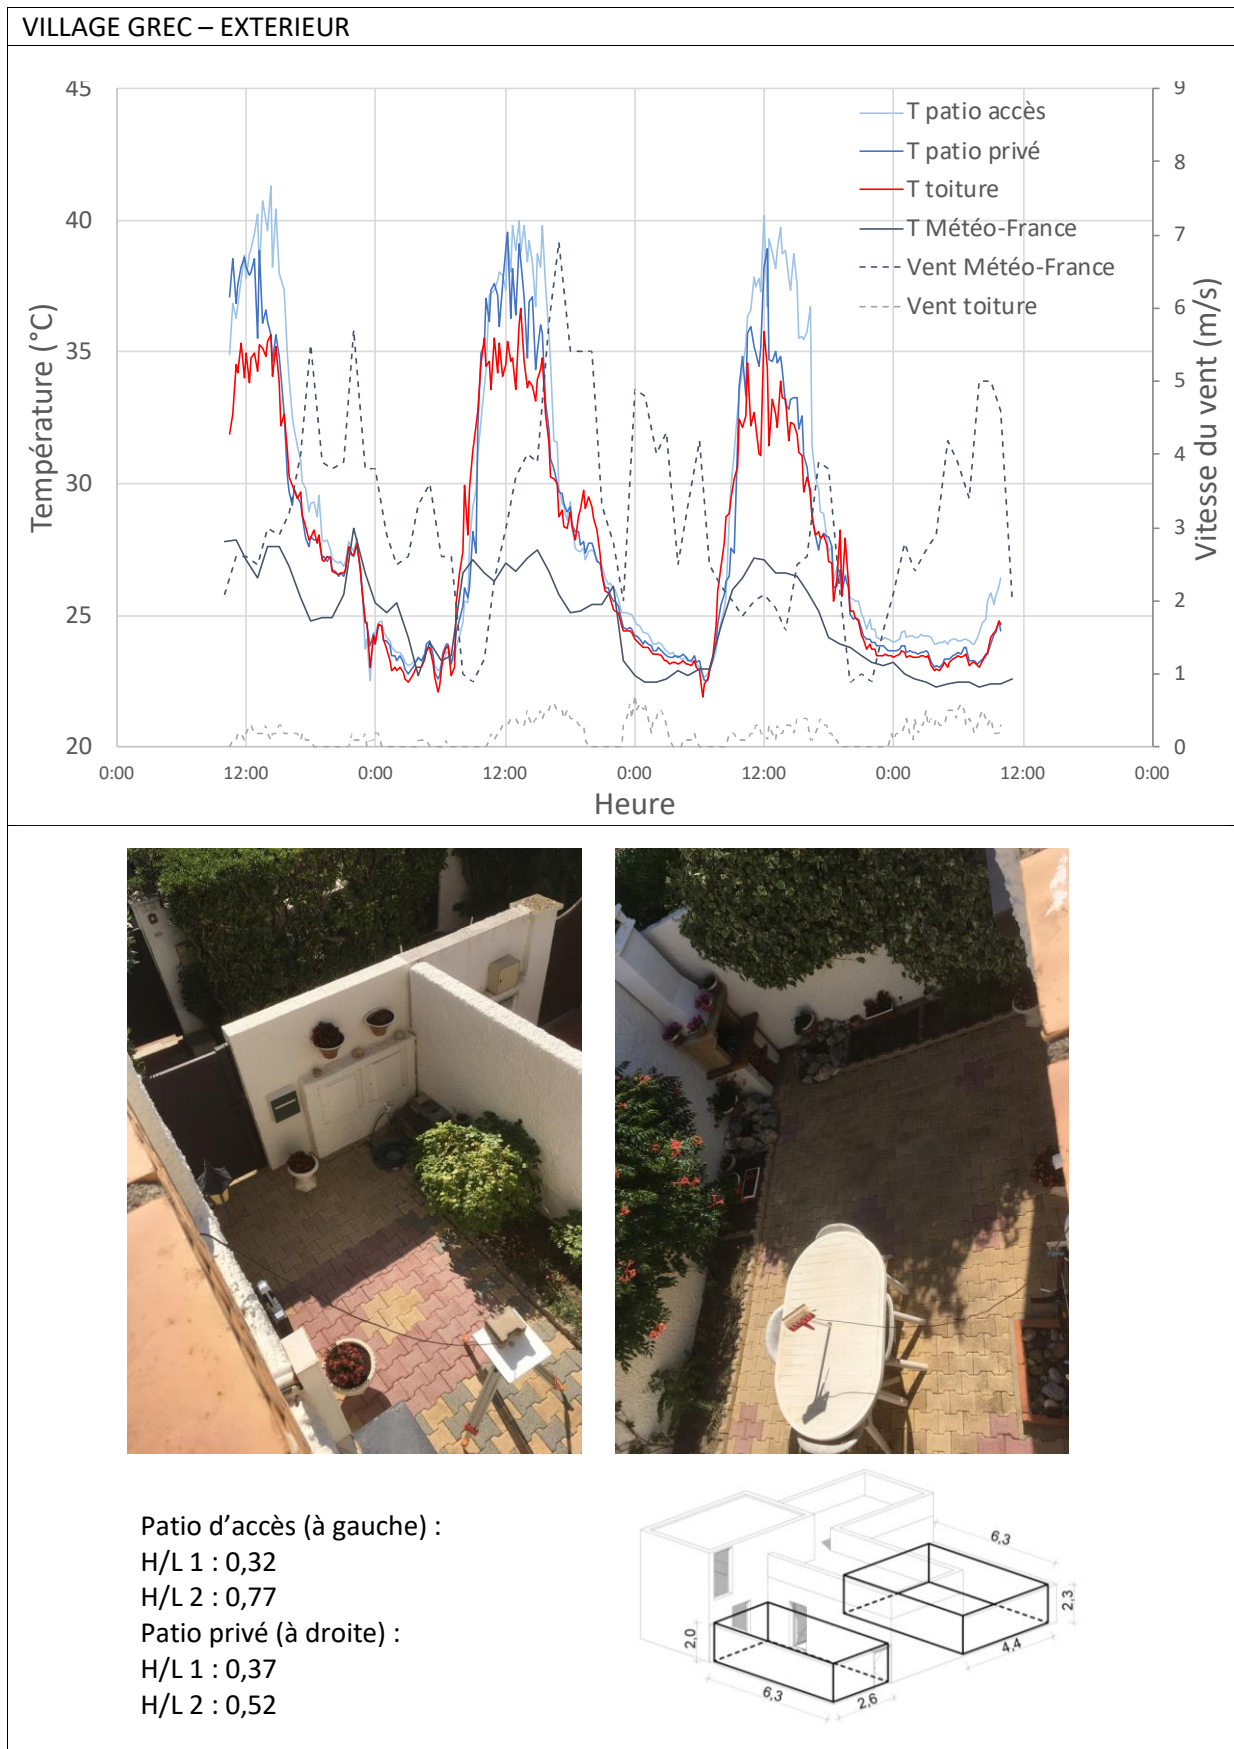 VILLAGE GREC – EXTERIEUR
45
40
35
30
25
20
Température (°C)
9
8
7
6
5
4
3
2
1
0
Vitesse du vent (m/s)
T patio accès
T patio privé
T toiture
T Météo-France
Vent Météo-France
Vent toiture
0:00 12:00 0:00 12:00 0:00 12:00 0:00 12:00 0:00
Heure
Patio d'accès (à gauche) :
H/L 1 : 0,32
H/L 2 : 0,77
Patio privé (à droite) :
H/L 1 : 0,37
H/L 2 : 0,52
6,3
2,3
4,4
2,0
6,3
2,6